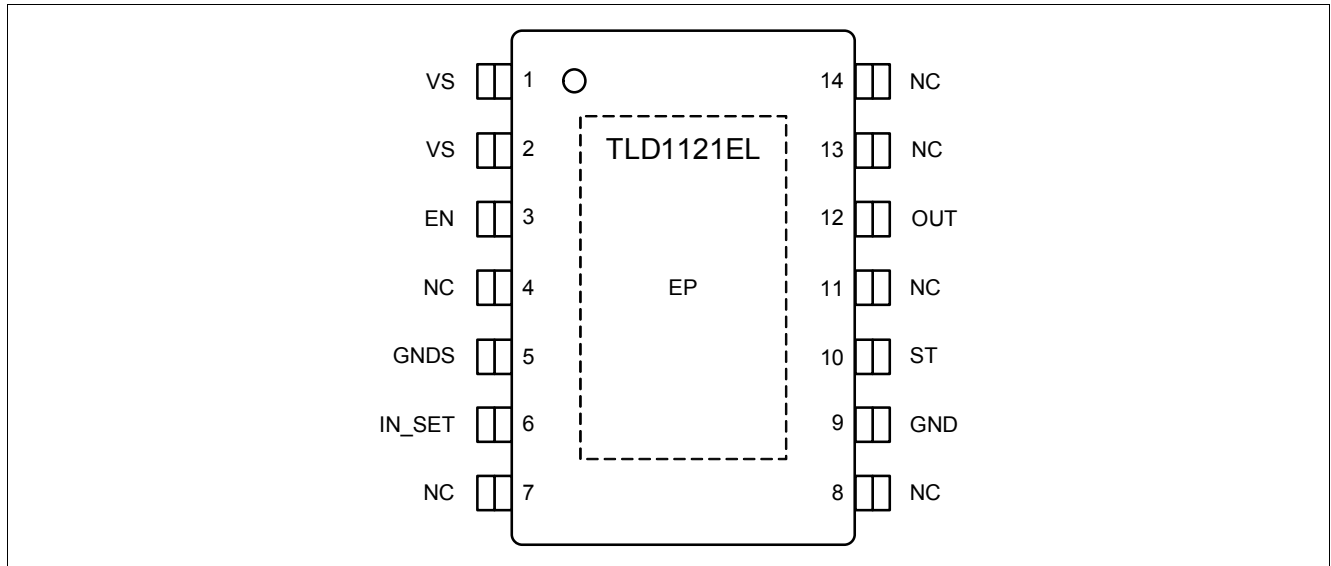 VS 1 14 NC
VS 2 TLD1121EL 13 NC
EN 3 12 OUT
NC 4 EP 11 NC
GNDS 5 10 ST
IN_SET 6 9 GND
NC 7 8 NC